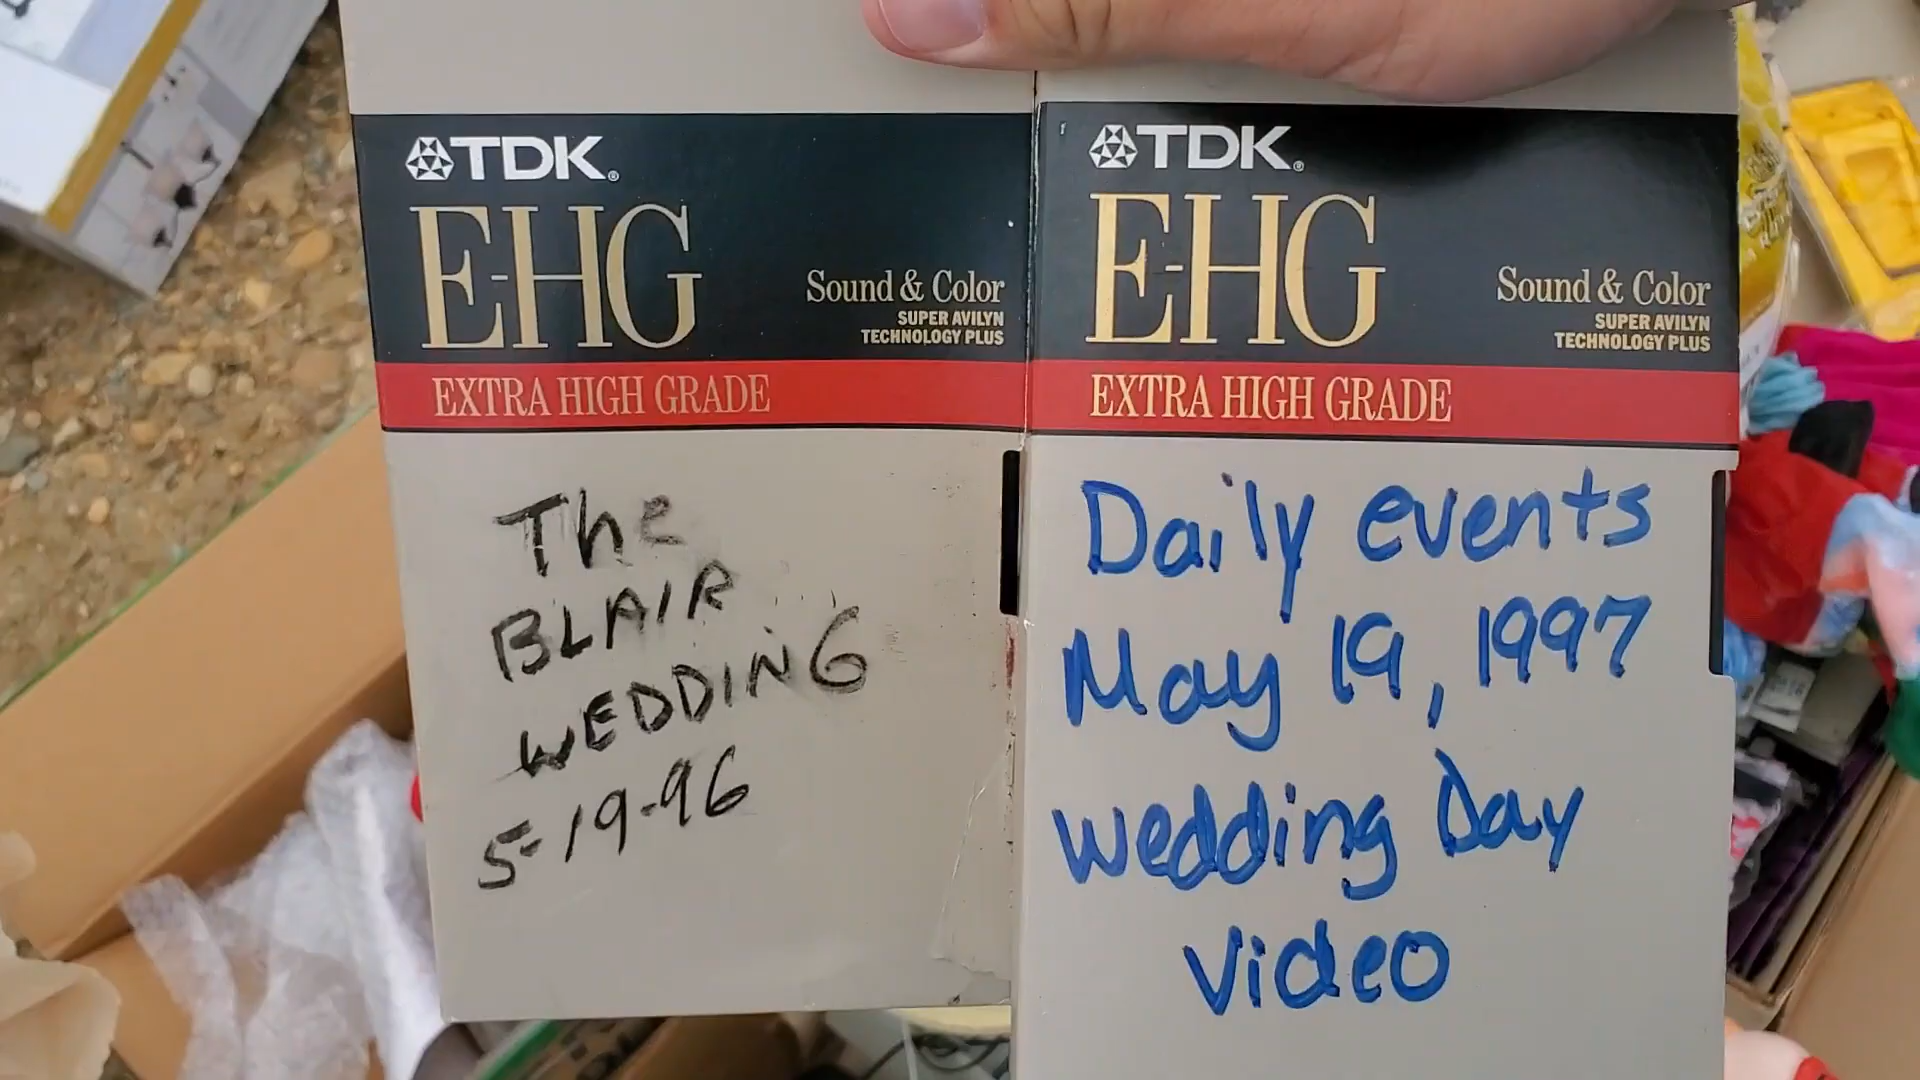 TDK®
E-HG
Sound & Color
SUPER AVILYN
TECHNOLOGY PLUS
EXTRA HIGH GRADE
The
BLAIR
WEDDING
5-19-96
TDK®
E-HG
Sound & Color
SUPER AVILYN
TECHNOLOGY PLUS
EXTRA HIGH GRADE
Daily events
May 19, 1997
Wedding Day
Video